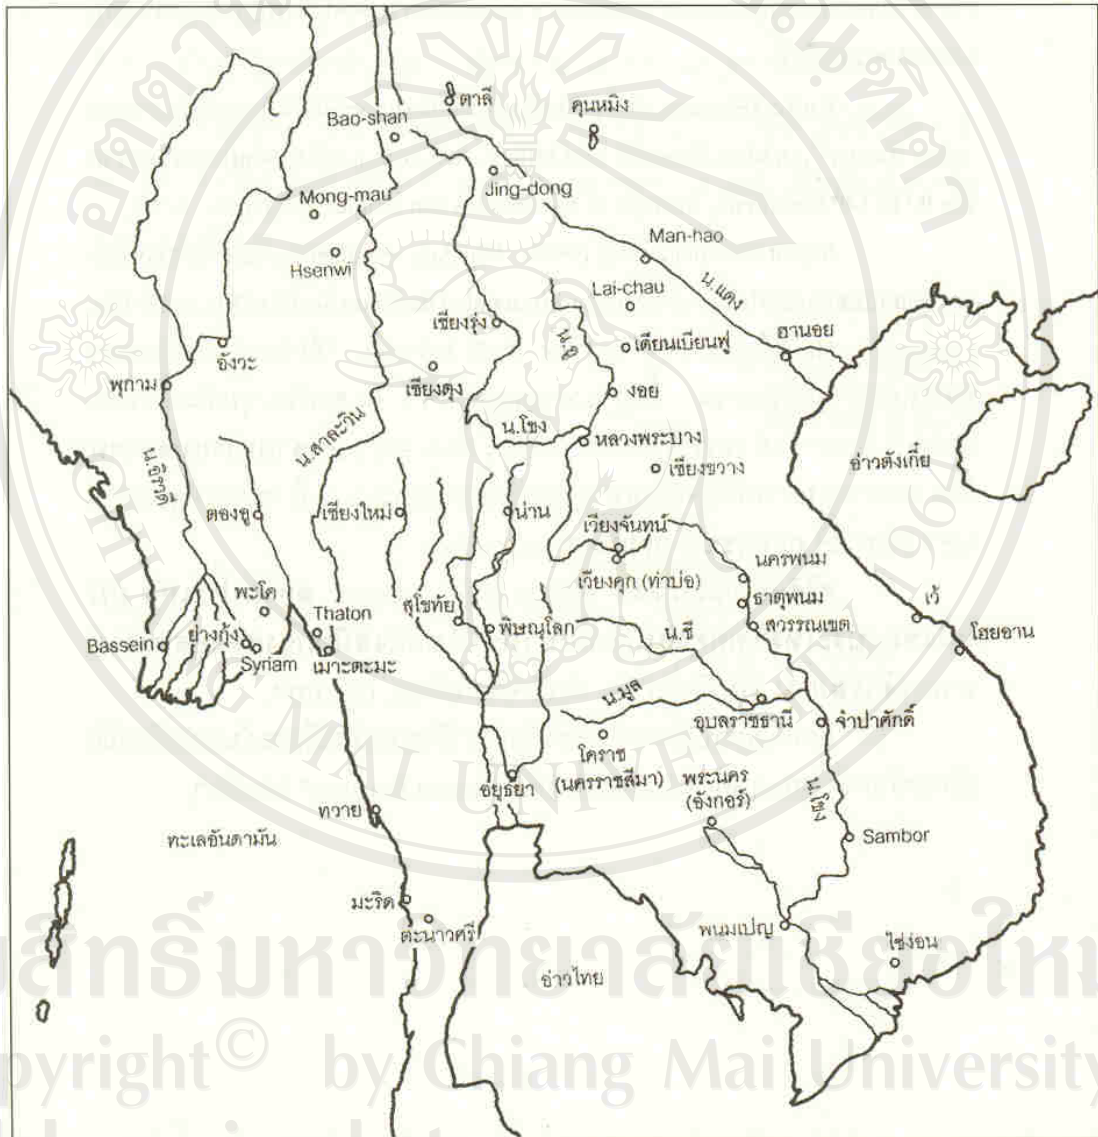 ตาลี
คุนหมิง
Bao-shan
Jing-dong
Mong-mau
Man-hao
Hsenwi
น.แดง
Lai-chau
เชียงรุ่ง
น.อู
เดียนเบียนฟู
ฮานอย
อังวะ
พุกาม
เชียงตุง
งอย
น.สาละวิน
น.โขง
หลวงพระบาง
เชียงขวาง
อ่าวตังเกี๋ย
น.อิรวดี
ตองอู
เชียงใหม่
น่าน
เวียงจันทน์
เวียงคุก (ท่าบ่อ)
นครพนม
ธาตุพนม
สวรรณเขต
เว้
โฮยอาน
พะโค
Thaton
สุโขทัย
พิษณุโลก
น.ชี
Bassein
ย่างกุ้ง
Syriam
เมาะตะมะ
น.มูล
อุบลราชธานี
จำปาศักดิ์
โคราช
(นครราชสีมา)
อยุธยา
พระนคร
(อังกอร์)
น.โขง
ทวาย
ทะเลอันดามัน
Sambor
มะริด
ตะนาวศรี
พนมเปญ
ไซ่ง่อน
อ่าวไทย
CHIANG MAI UNIVERSITY 1964
สิทธิ์มหาวิทยาลัยเชียงใหม่
pyright© by Chiang Mai University